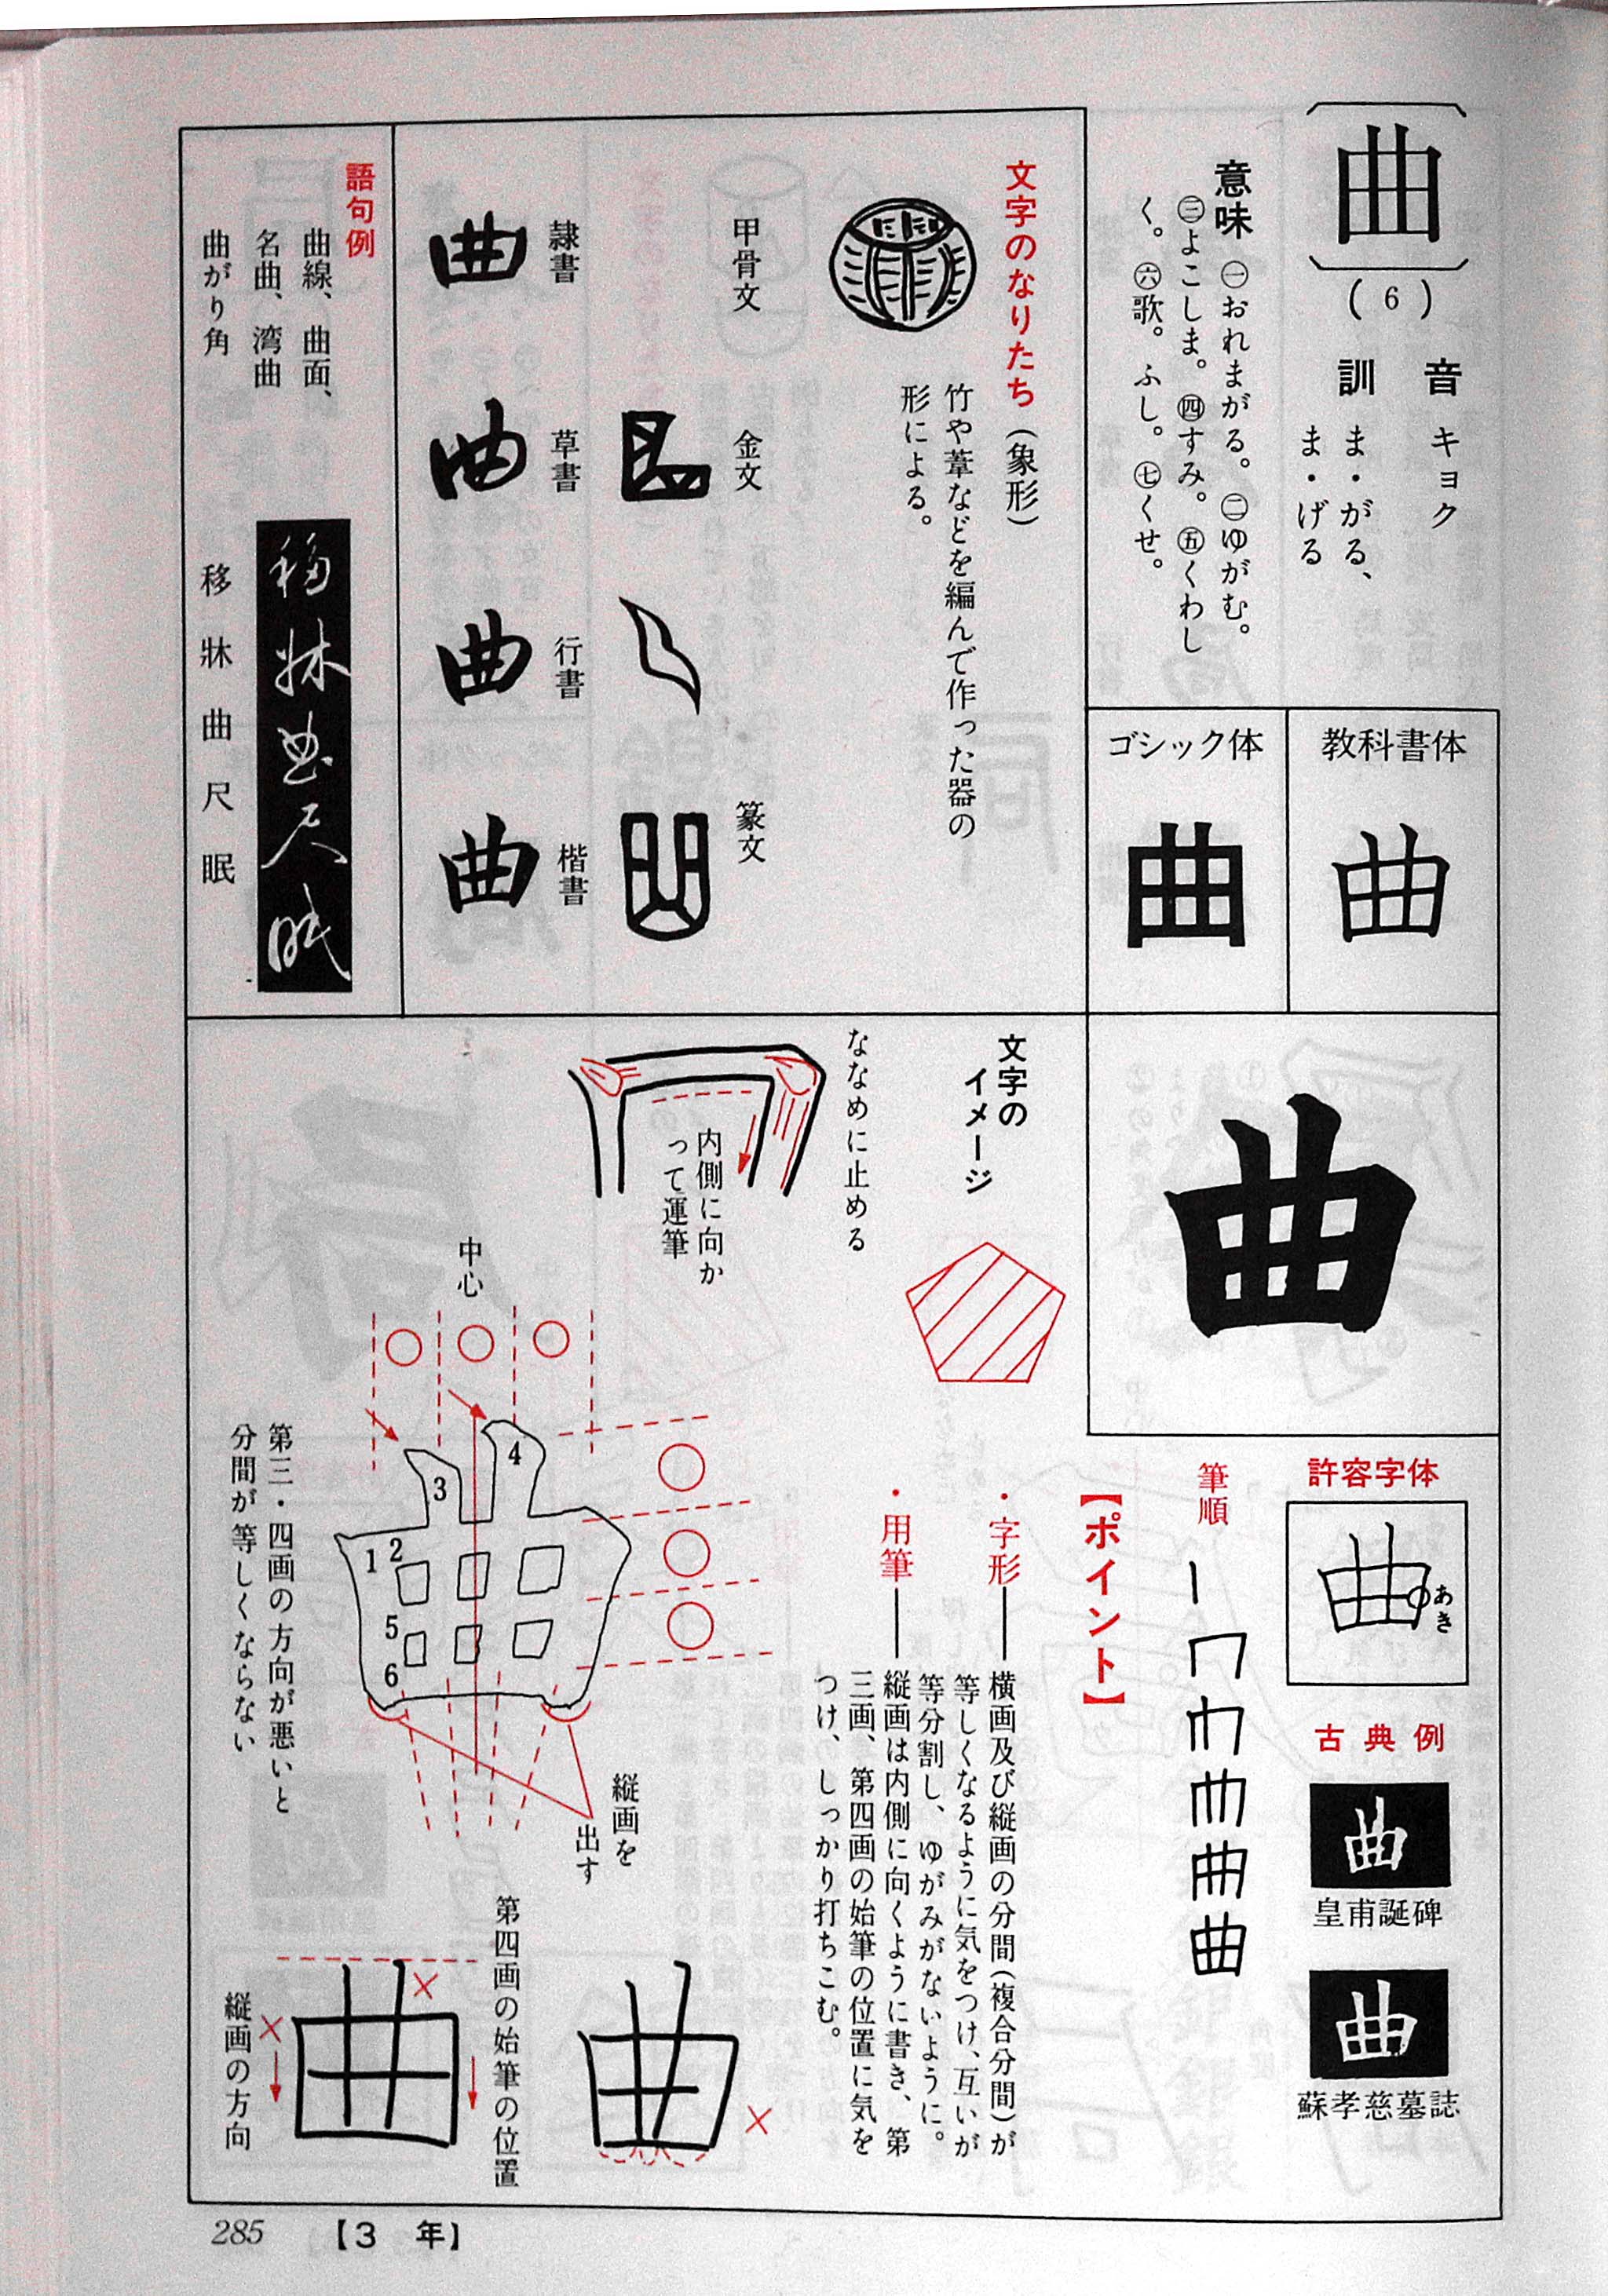 曲
(6)
音 キョク
訓 ま・がる、
ま・げる
意味 ㊀おれまがる。㊁ゆがむ。
㊂よこしま。㊃すみ。㊄くわし
く。㊅歌。ふし。㊆くせ。
教科書体
曲
ゴシック体
曲
文字のなりたち(象形)
竹や葦などを編んで作った器の
形による。
甲骨文
金文
篆文
隷書
曲
草書
曲
行書
曲
楷書
曲
語句例
曲線、曲面、
名曲、湾曲
曲がり角
移牀曲尺眠
移牀曲尺眠
曲
許容字体
曲
あき
古典例
曲
皇甫誕碑
曲
蘇孝慈墓誌
筆順
曲
【ポイント】
・字形──横画及び縦画の分間(複合分間)が
等しくなるように気をつけ、互いが
等分割し、ゆがみがないように。
・用筆──縦画は内側に向くように書き、第
三画、第四画の始筆の位置に気を
つけ、しっかり打ちこむ。
文字の
イメージ
ななめに止める
内側に向か
って運筆
中心
1
2
3
4
5
6
縦画を
出す
第三・四画の方向が悪いと
分間が等しくならない
第四画の始筆の位置
縦画の方向
285
【3 年】